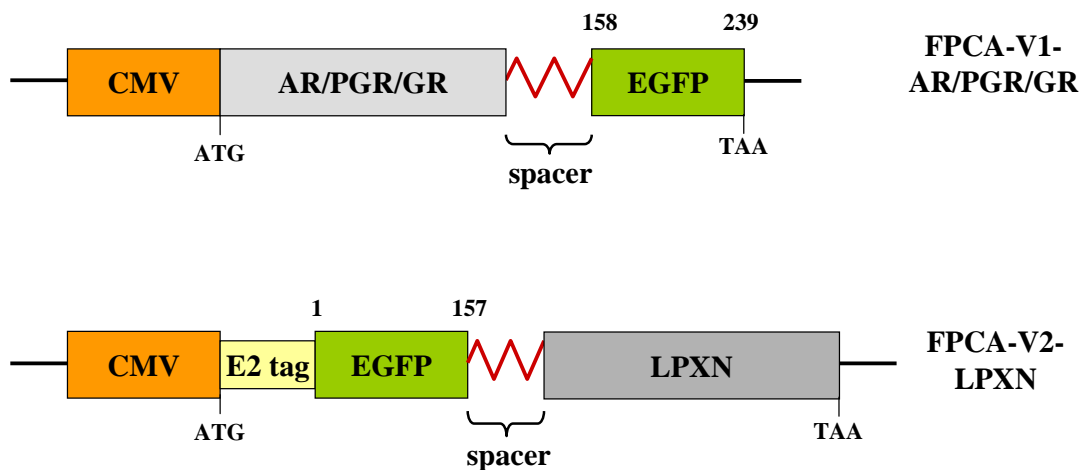 158 239
CMV AR/PGR/GR EGFP
FPCA-V1-
AR/PGR/GR
ATG TAA
spacer
1 157
CMV E2 tag EGFP LPXN
FPCA-V2-
LPXN
ATG TAA
spacer